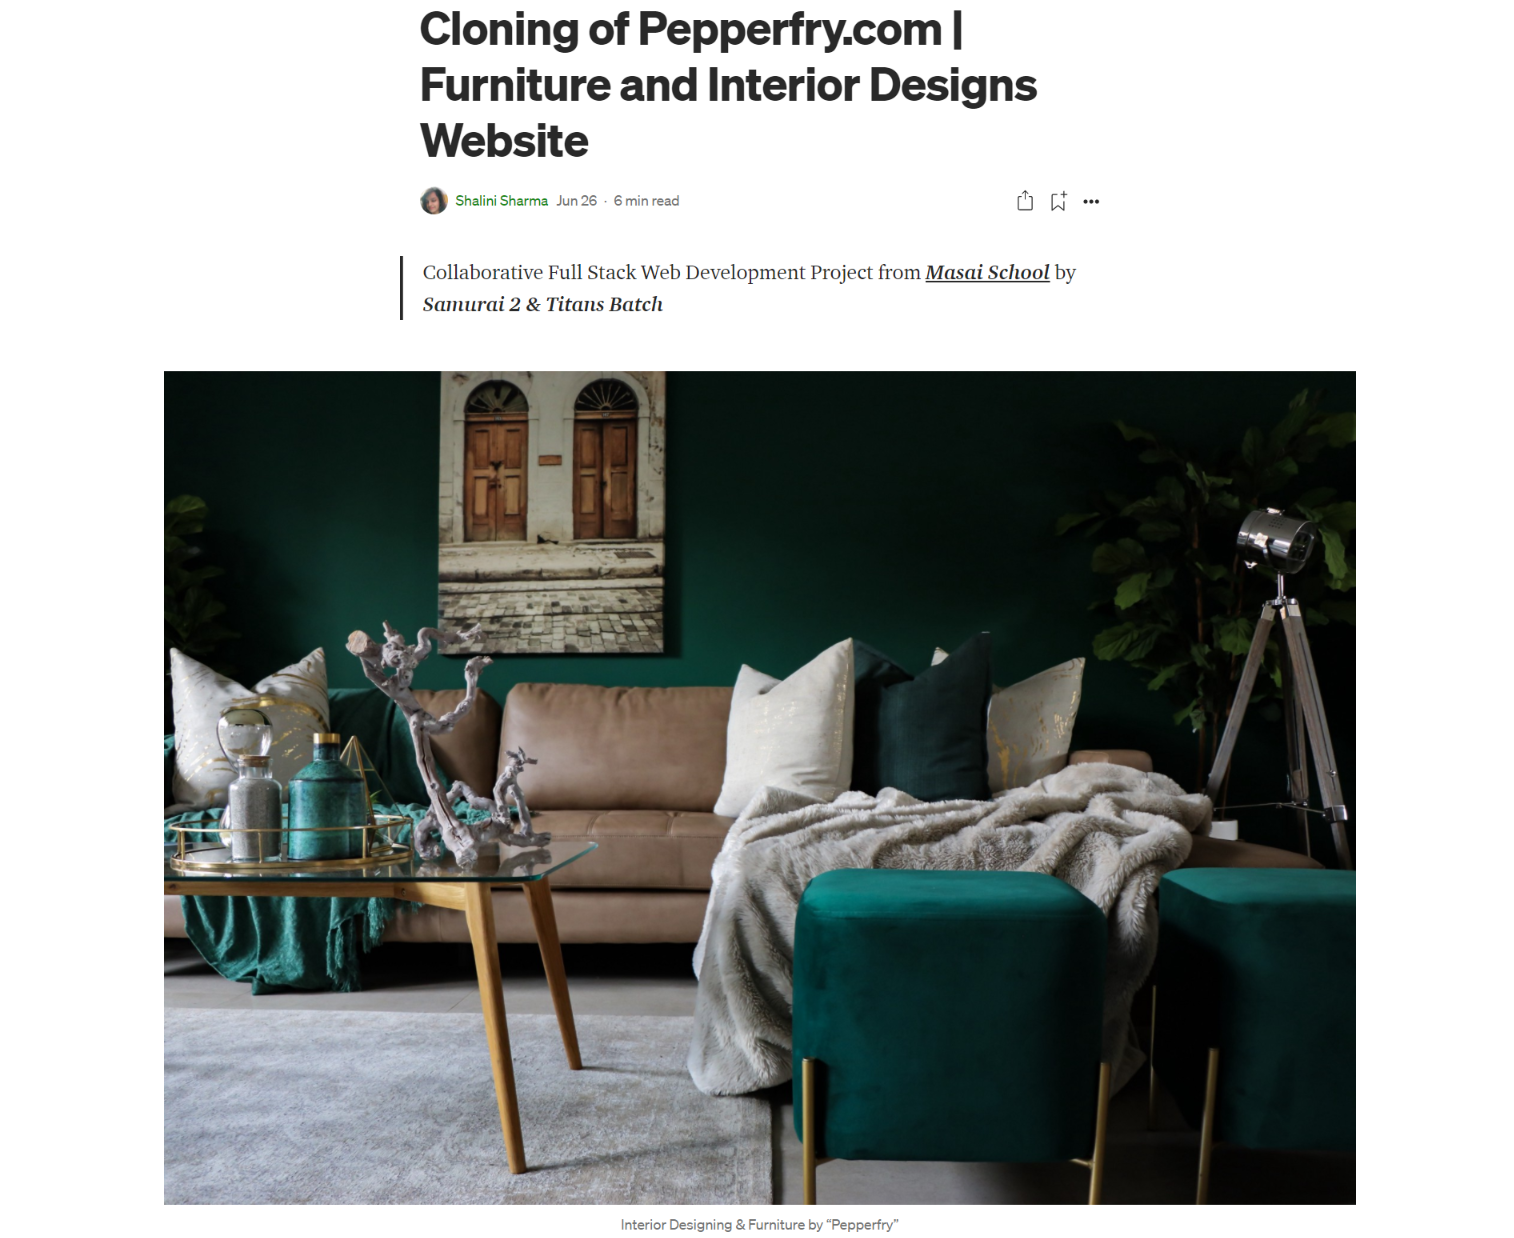 Cloning of Pepperfry.com |
Furniture and Interior Designs
Website
Shalini Sharma Jun 26 · 6 min read
Collaborative Full Stack Web Development Project from Masai School by
Samurai 2 & Titans Batch
Interior Designing & Furniture by “Pepperfry”